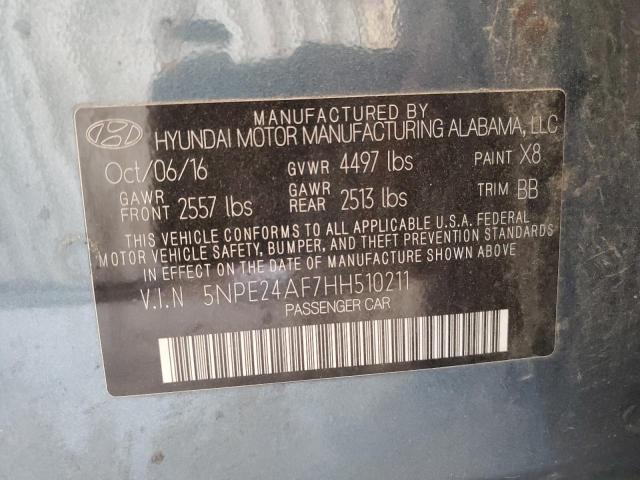 MANUFACTURED BY
HYUNDAI MOTOR MANUFACTURING ALABAMA, LLC
Oct/06/16 GVWR 4497 lbs PAINT X8
GAWR FRONT 2557 lbs GAWR REAR 2513 lbs TRIM BB
THIS VEHICLE CONFORMS TO ALL APPLICABLE U.S.A. FEDERAL
MOTOR VEHICLE SAFETY, BUMPER, AND THEFT PREVENTION STANDARDS
IN EFFECT ON THE DATE OF MANUFACTURE SHOWN ABOVE.
V.I.N 5NPE24AF7HH510211
PASSENGER CAR